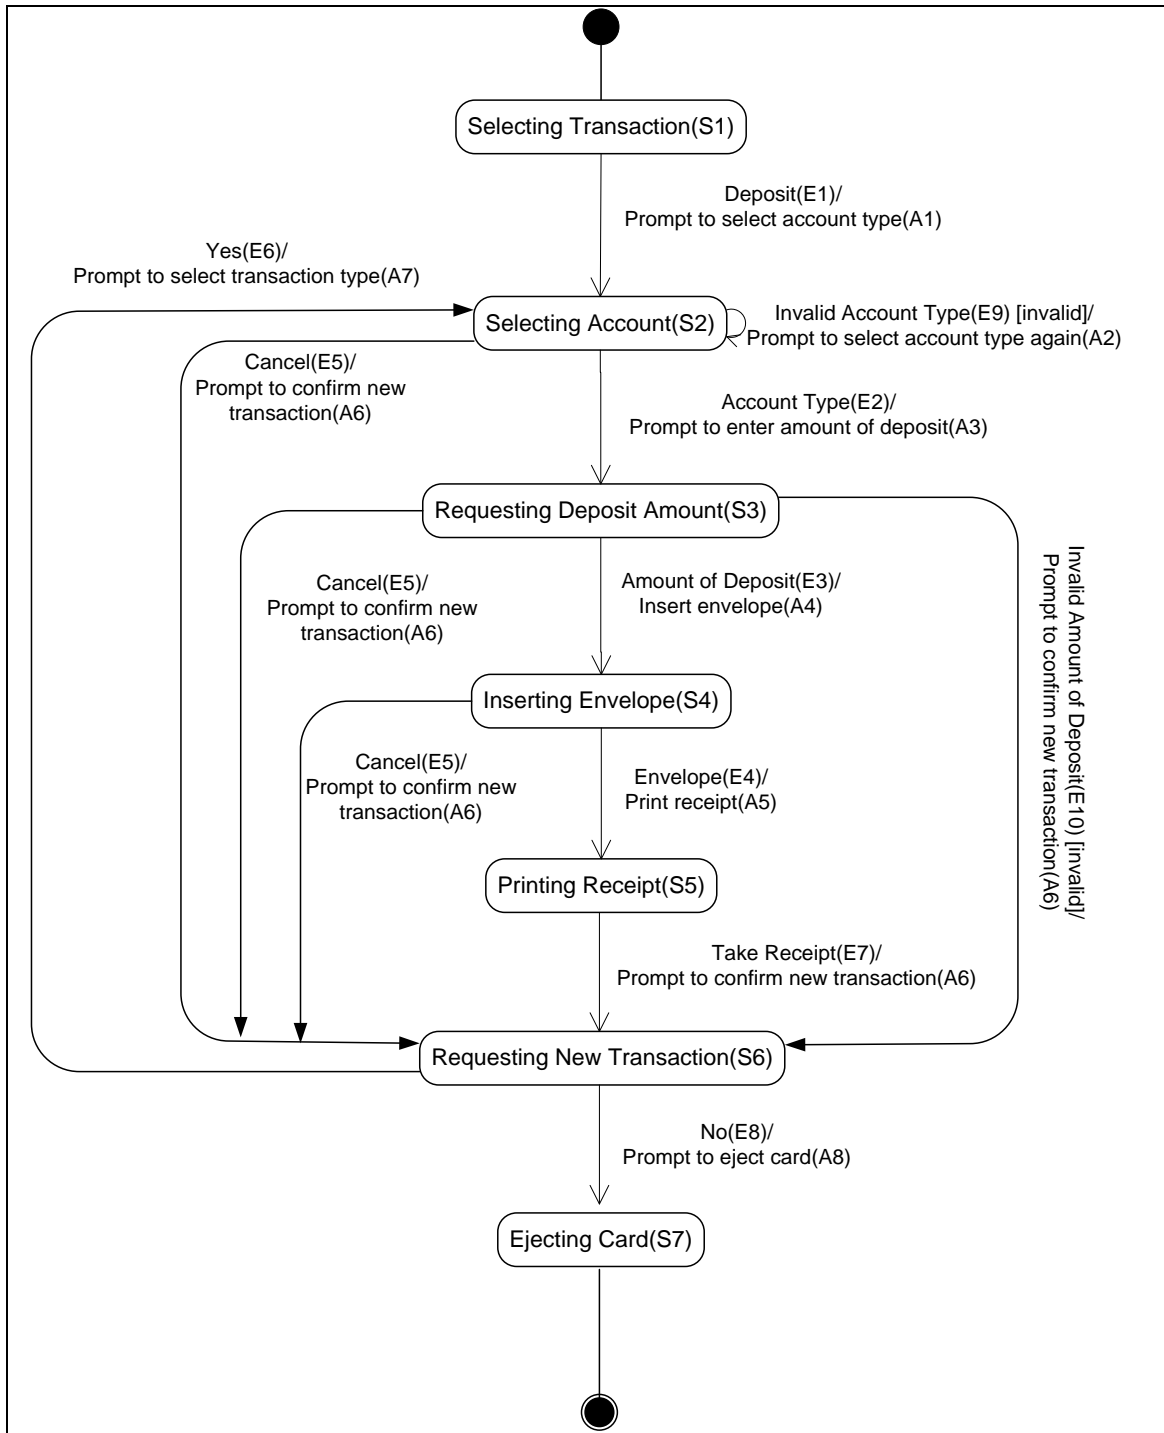 Selecting Transaction(S1)
Deposit(E1)/
Prompt to select account type(A1)
Yes(E6)/
Prompt to select transaction type(A7)
Selecting Account(S2)
Invalid Account Type(E9) [invalid]/
Prompt to select account type again(A2)
Cancel(E5)/
Prompt to confirm new
transaction(A6)
Account Type(E2)/
Prompt to enter amount of deposit(A3)
Requesting Deposit Amount(S3)
Cancel(E5)/
Prompt to confirm new
transaction(A6)
Amount of Deposit(E3)/
Insert envelope(A4)
Invalid Amount of Deposit(E10) [invalid]/
Prompt to confirm new transaction(A6)
Inserting Envelope(S4)
Cancel(E5)/
Prompt to confirm new
transaction(A6)
Envelope(E4)/
Print receipt(A5)
Printing Receipt(S5)
Take Receipt(E7)/
Prompt to confirm new transaction(A6)
Requesting New Transaction(S6)
No(E8)/
Prompt to eject card(A8)
Ejecting Card(S7)